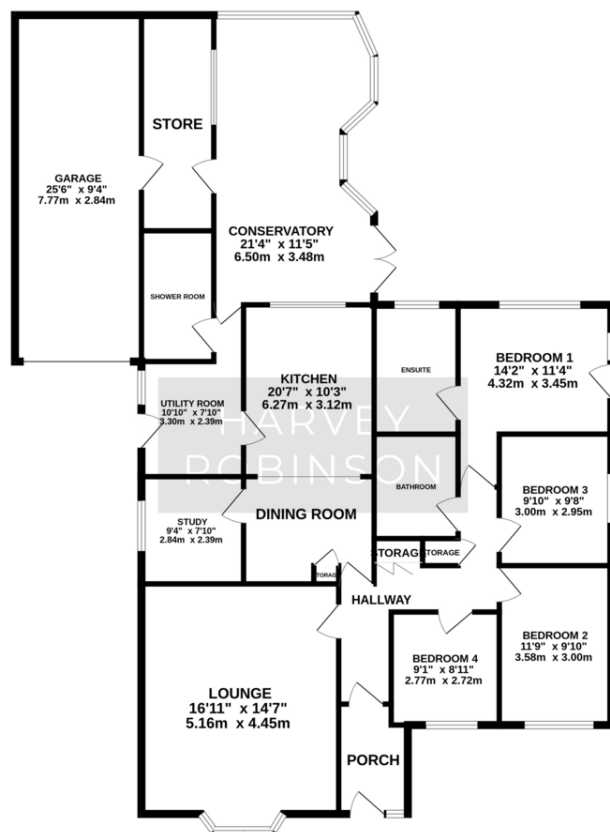 STORE
GARAGE
25'6" x 9'4"
7.77m x 2.84m
CONSERVATORY
21'4" x 11'5"
6.50m x 3.48m
SHOWER ROOM
KITCHEN
20'7" x 10'3"
6.27m x 3.12m
ENSUITE
BEDROOM 1
14'2" x 11'4"
4.32m x 3.45m
UTILITY ROOM
10'10" x 7'10"
3.30m x 2.39m
HARVEY
ROBINSON
BATHROOM
BEDROOM 3
9'10" x 9'8"
3.00m x 2.95m
STUDY
9'4" x 7'10"
2.84m x 2.39m
DINING ROOM
STORAG
STORAGE
STORAG
HALLWAY
BEDROOM 2
11'9" x 9'10"
3.58m x 3.00m
BEDROOM 4
9'1" x 8'11"
2.77m x 2.72m
LOUNGE
16'11" x 14'7"
5.16m x 4.45m
PORCH